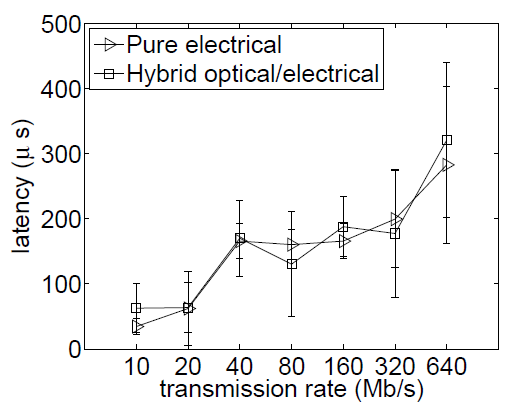 500
400
300
200
100
0
latency (μ s)
Pure electrical
Hybrid optical/electrical
10 20 40 80 160 320 640
transmission rate (Mb/s)